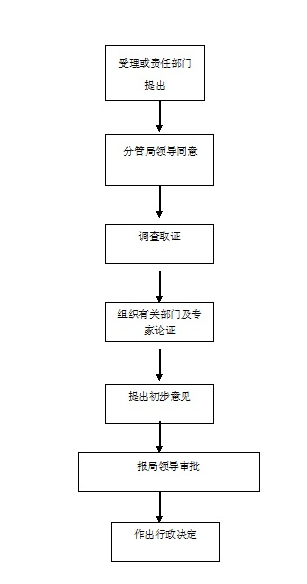 受理或责任部门
提出
分管局领导同意
调查取证
组织有关部门及专
家论证
提出初步意见
报局领导审批
作出行政决定